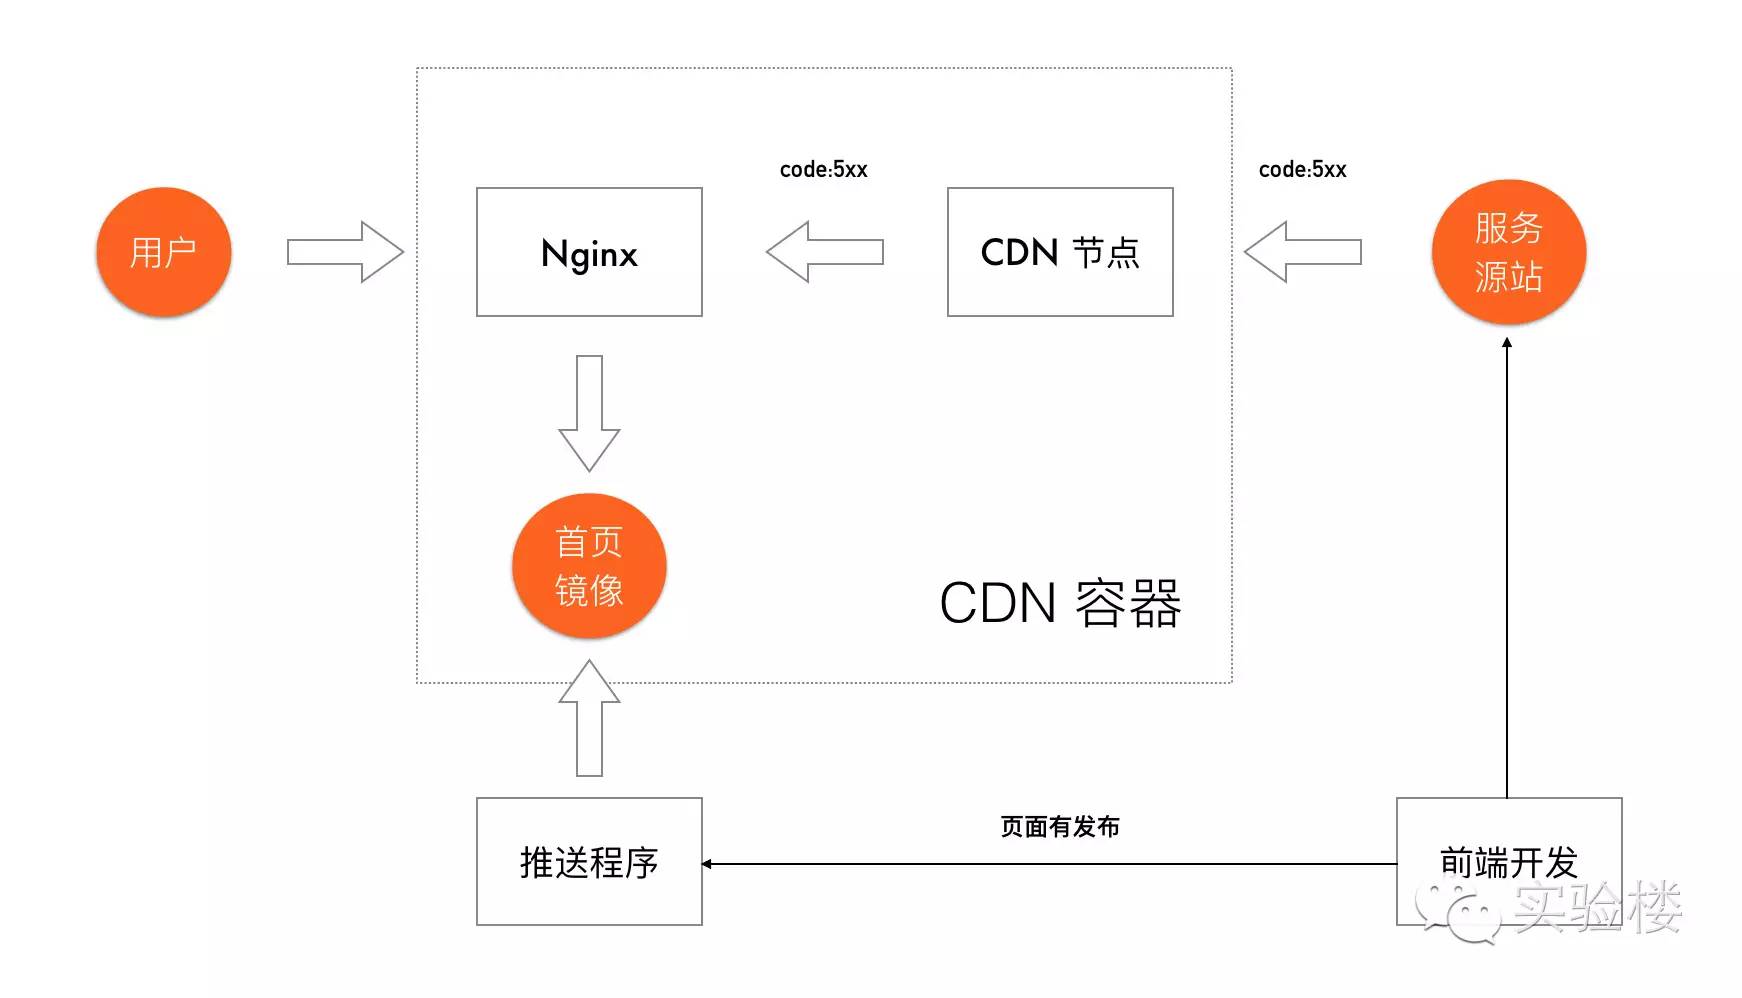 code:5xx
code:5xx
用户
Nginx
CDN 节点
服务
源站
首页
镜像
CDN 容器
页面有发布
推送程序
前端开发
实验楼